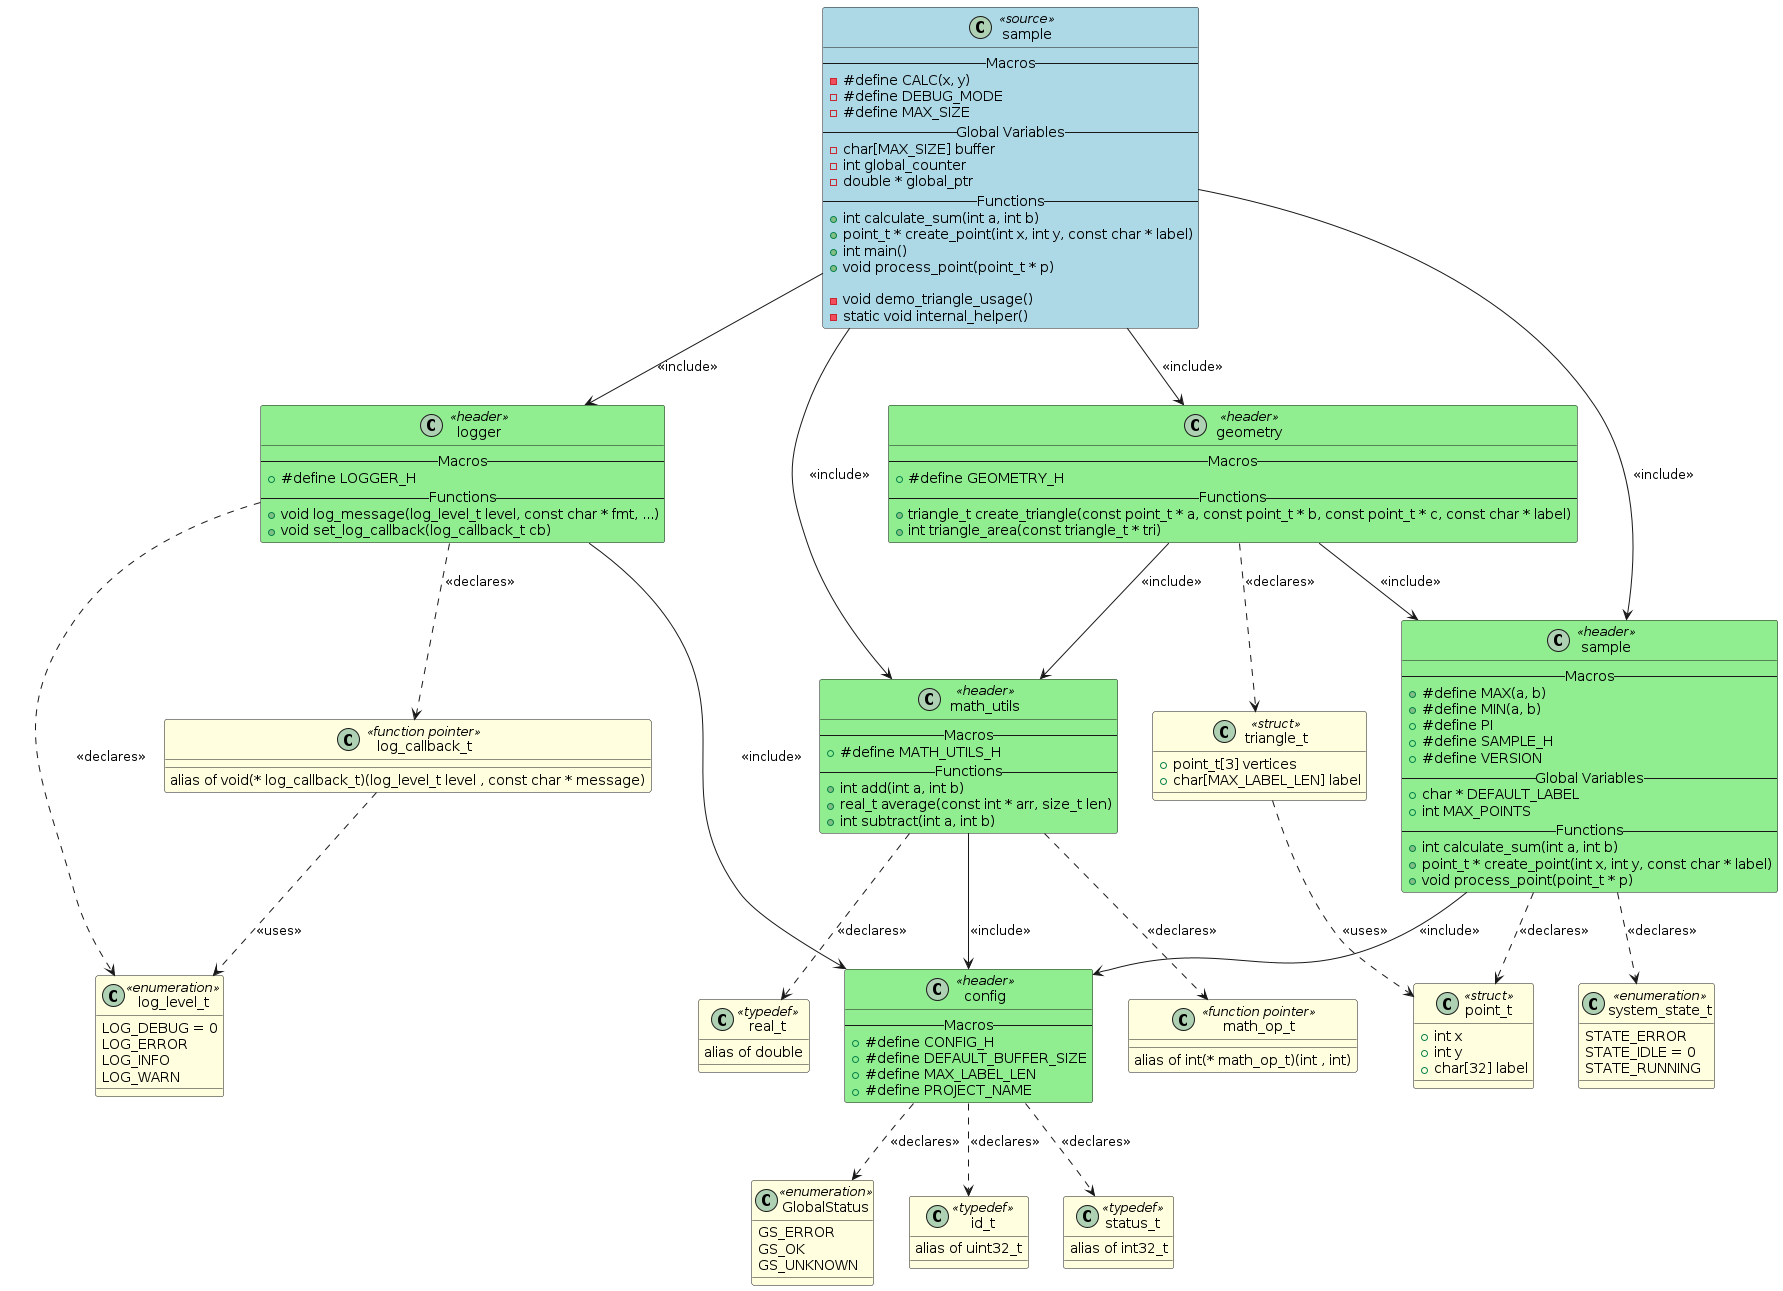 C
«source»
sample
Macros
#define CALC(x, y)
#define DEBUG_MODE
#define MAX_SIZE
Global Variables
char[MAX_SIZE] buffer
int global_counter
double * global_ptr
Functions
int calculate_sum(int a, int b)
point_t * create_point(int x, int y, const char * label)
int main()
void process_point(point_t * p)
void demo_triangle_usage()
static void internal_helper()
«include»
«include»
«include»
«include»
C
«header»
logger
Macros
#define LOGGER_H
Functions
void log_message(log_level_t level, const char * fmt, ...)
void set_log_callback(log_callback_t cb)
C
«header»
geometry
Macros
#define GEOMETRY_H
Functions
triangle_t create_triangle(const point_t * a, const point_t * b, const point_t * c, const char * label)
int triangle_area(const triangle_t * tri)
«declares»
«include»
«declares»
«include»
«declares»
«include»
C
«function pointer»
log_callback_t
alias of void(* log_callback_t)(log_level_t level , const char * message)
C
«header»
math_utils
Macros
#define MATH_UTILS_H
Functions
int add(int a, int b)
real_t average(const int * arr, size_t len)
int subtract(int a, int b)
C
«struct»
triangle_t
point_t[3] vertices
char[MAX_LABEL_LEN] label
C
«header»
sample
Macros
#define MAX(a, b)
#define MIN(a, b)
#define PI
#define SAMPLE_H
#define VERSION
Global Variables
char * DEFAULT_LABEL
int MAX_POINTS
Functions
int calculate_sum(int a, int b)
point_t * create_point(int x, int y, const char * label)
void process_point(point_t * p)
«uses»
«declares»
«include»
«declares»
«uses»
«include»
«declares»
«declares»
C
«enumeration»
log_level_t
LOG_DEBUG = 0
LOG_ERROR
LOG_INFO
LOG_WARN
C
«typedef»
real_t
alias of double
C
«header»
config
Macros
#define CONFIG_H
#define DEFAULT_BUFFER_SIZE
#define MAX_LABEL_LEN
#define PROJECT_NAME
C
«function pointer»
math_op_t
alias of int(* math_op_t)(int , int)
C
«struct»
point_t
int x
int y
char[32] label
C
«enumeration»
system_state_t
STATE_ERROR
STATE_IDLE = 0
STATE_RUNNING
«declares»
«declares»
«declares»
C
«enumeration»
GlobalStatus
GS_ERROR
GS_OK
GS_UNKNOWN
C
«typedef»
id_t
alias of uint32_t
C
«typedef»
status_t
alias of int32_t